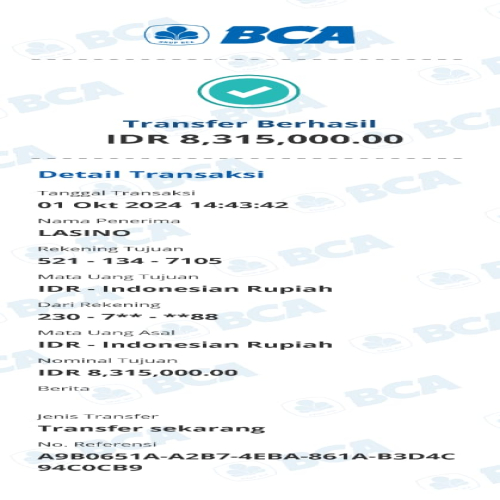 BCA
Transfer Berhasil
IDR 8,315,000.00
Detail Transaksi
Tanggal Transaksi
01 Okt 2024 14:43:42
Nama Penerima
LASINO
Rekening Tujuan
521 - 134 - 7105
Mata Uang Tujuan
IDR - Indonesian Rupiah
Dari Rekening
230 - 7** - **88
Mata Uang Asal
IDR - Indonesian Rupiah
Nominal Tujuan
IDR 8,315,000.00
Berita
Jenis Transfer
Transfer sekarang
No. Referensi
A9B0651A-A2B7-4EBA-861A-B3D4C
94C0CB9